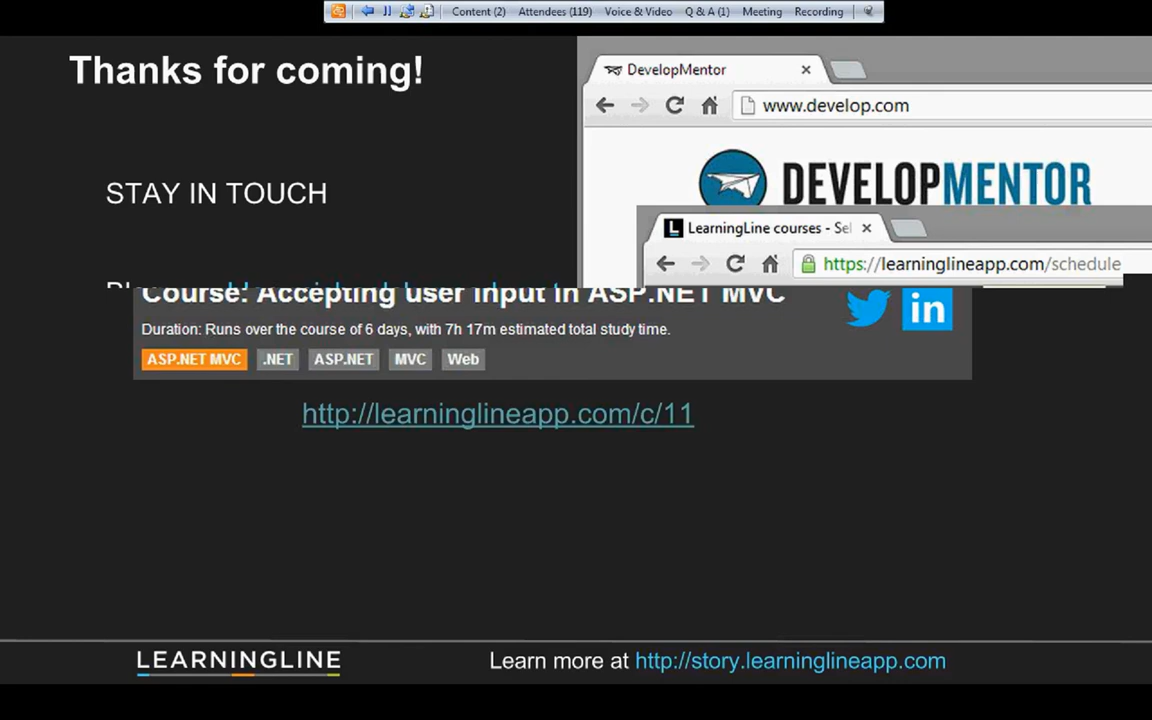 Content (2) Attendees (119) Voice & Video Q & A (1) Meeting Recording
Thanks for coming!
DevelopMentor
www.develop.com
DEVELOPMENTOR
STAY IN TOUCH
LearningLine courses - Sel
https://learninglineapp.com/schedule
Course: Accepting user input in ASP.NET MVC
in
Duration: Runs over the course of 6 days, with 7h 17m estimated total study time.
ASP.NET MVC .NET ASP.NET MVC Web
http://learninglineapp.com/c/11
LEARNINGLINE
Learn more at http://story.learninglineapp.com